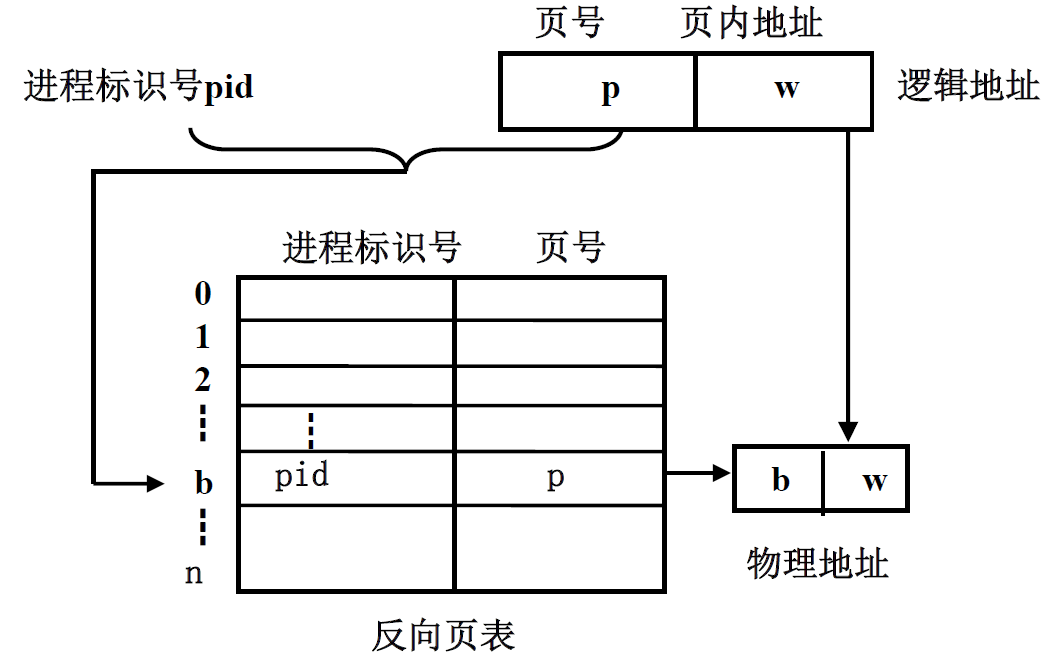 页号 页内地址
进程标识号pid p w 逻辑地址
进程标识号 页号
0
1
2
b pid p b w
n
物理地址
反向页表